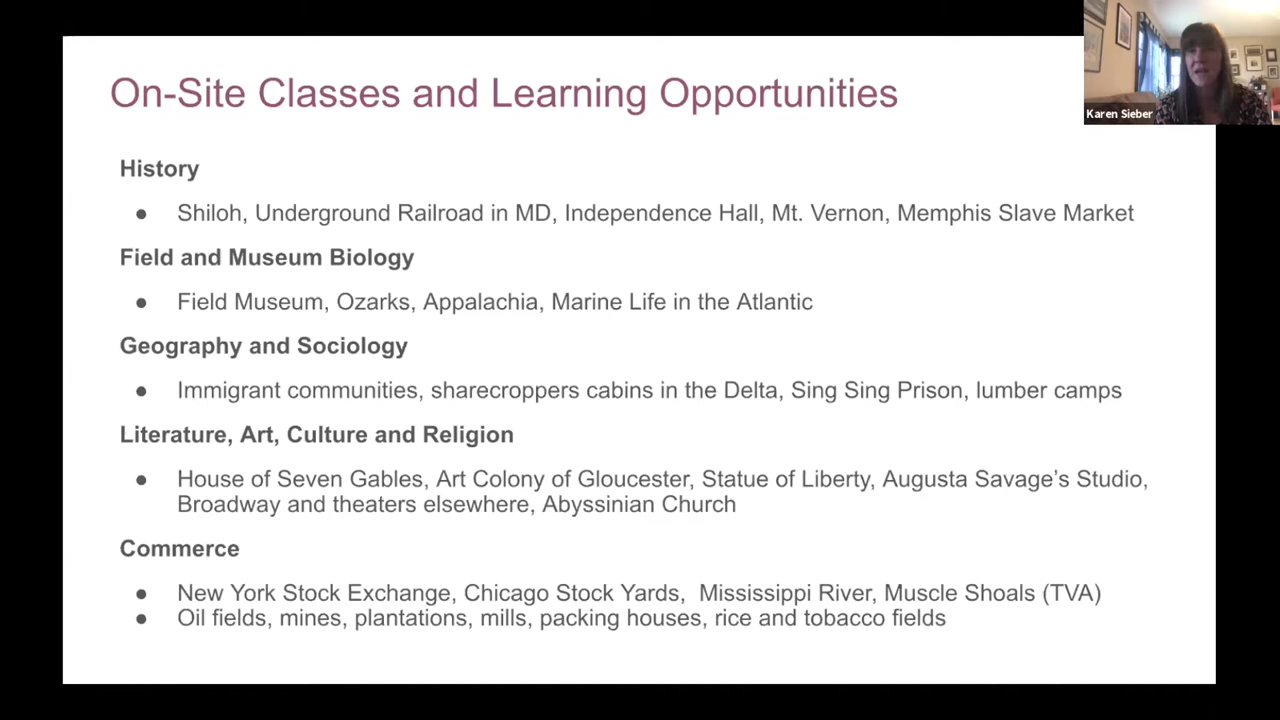 On-Site Classes and Learning Opportunities
Karen Sieber
History
● Shiloh, Underground Railroad in MD, Independence Hall, Mt. Vernon, Memphis Slave Market
Field and Museum Biology
● Field Museum, Ozarks, Appalachia, Marine Life in the Atlantic
Geography and Sociology
● Immigrant communities, sharecroppers cabins in the Delta, Sing Sing Prison, lumber camps
Literature, Art, Culture and Religion
● House of Seven Gables, Art Colony of Gloucester, Statue of Liberty, Augusta Savage’s Studio,
Broadway and theaters elsewhere, Abyssinian Church
Commerce
● New York Stock Exchange, Chicago Stock Yards,  Mississippi River, Muscle Shoals (TVA)
● Oil fields, mines, plantations, mills, packing houses, rice and tobacco fields